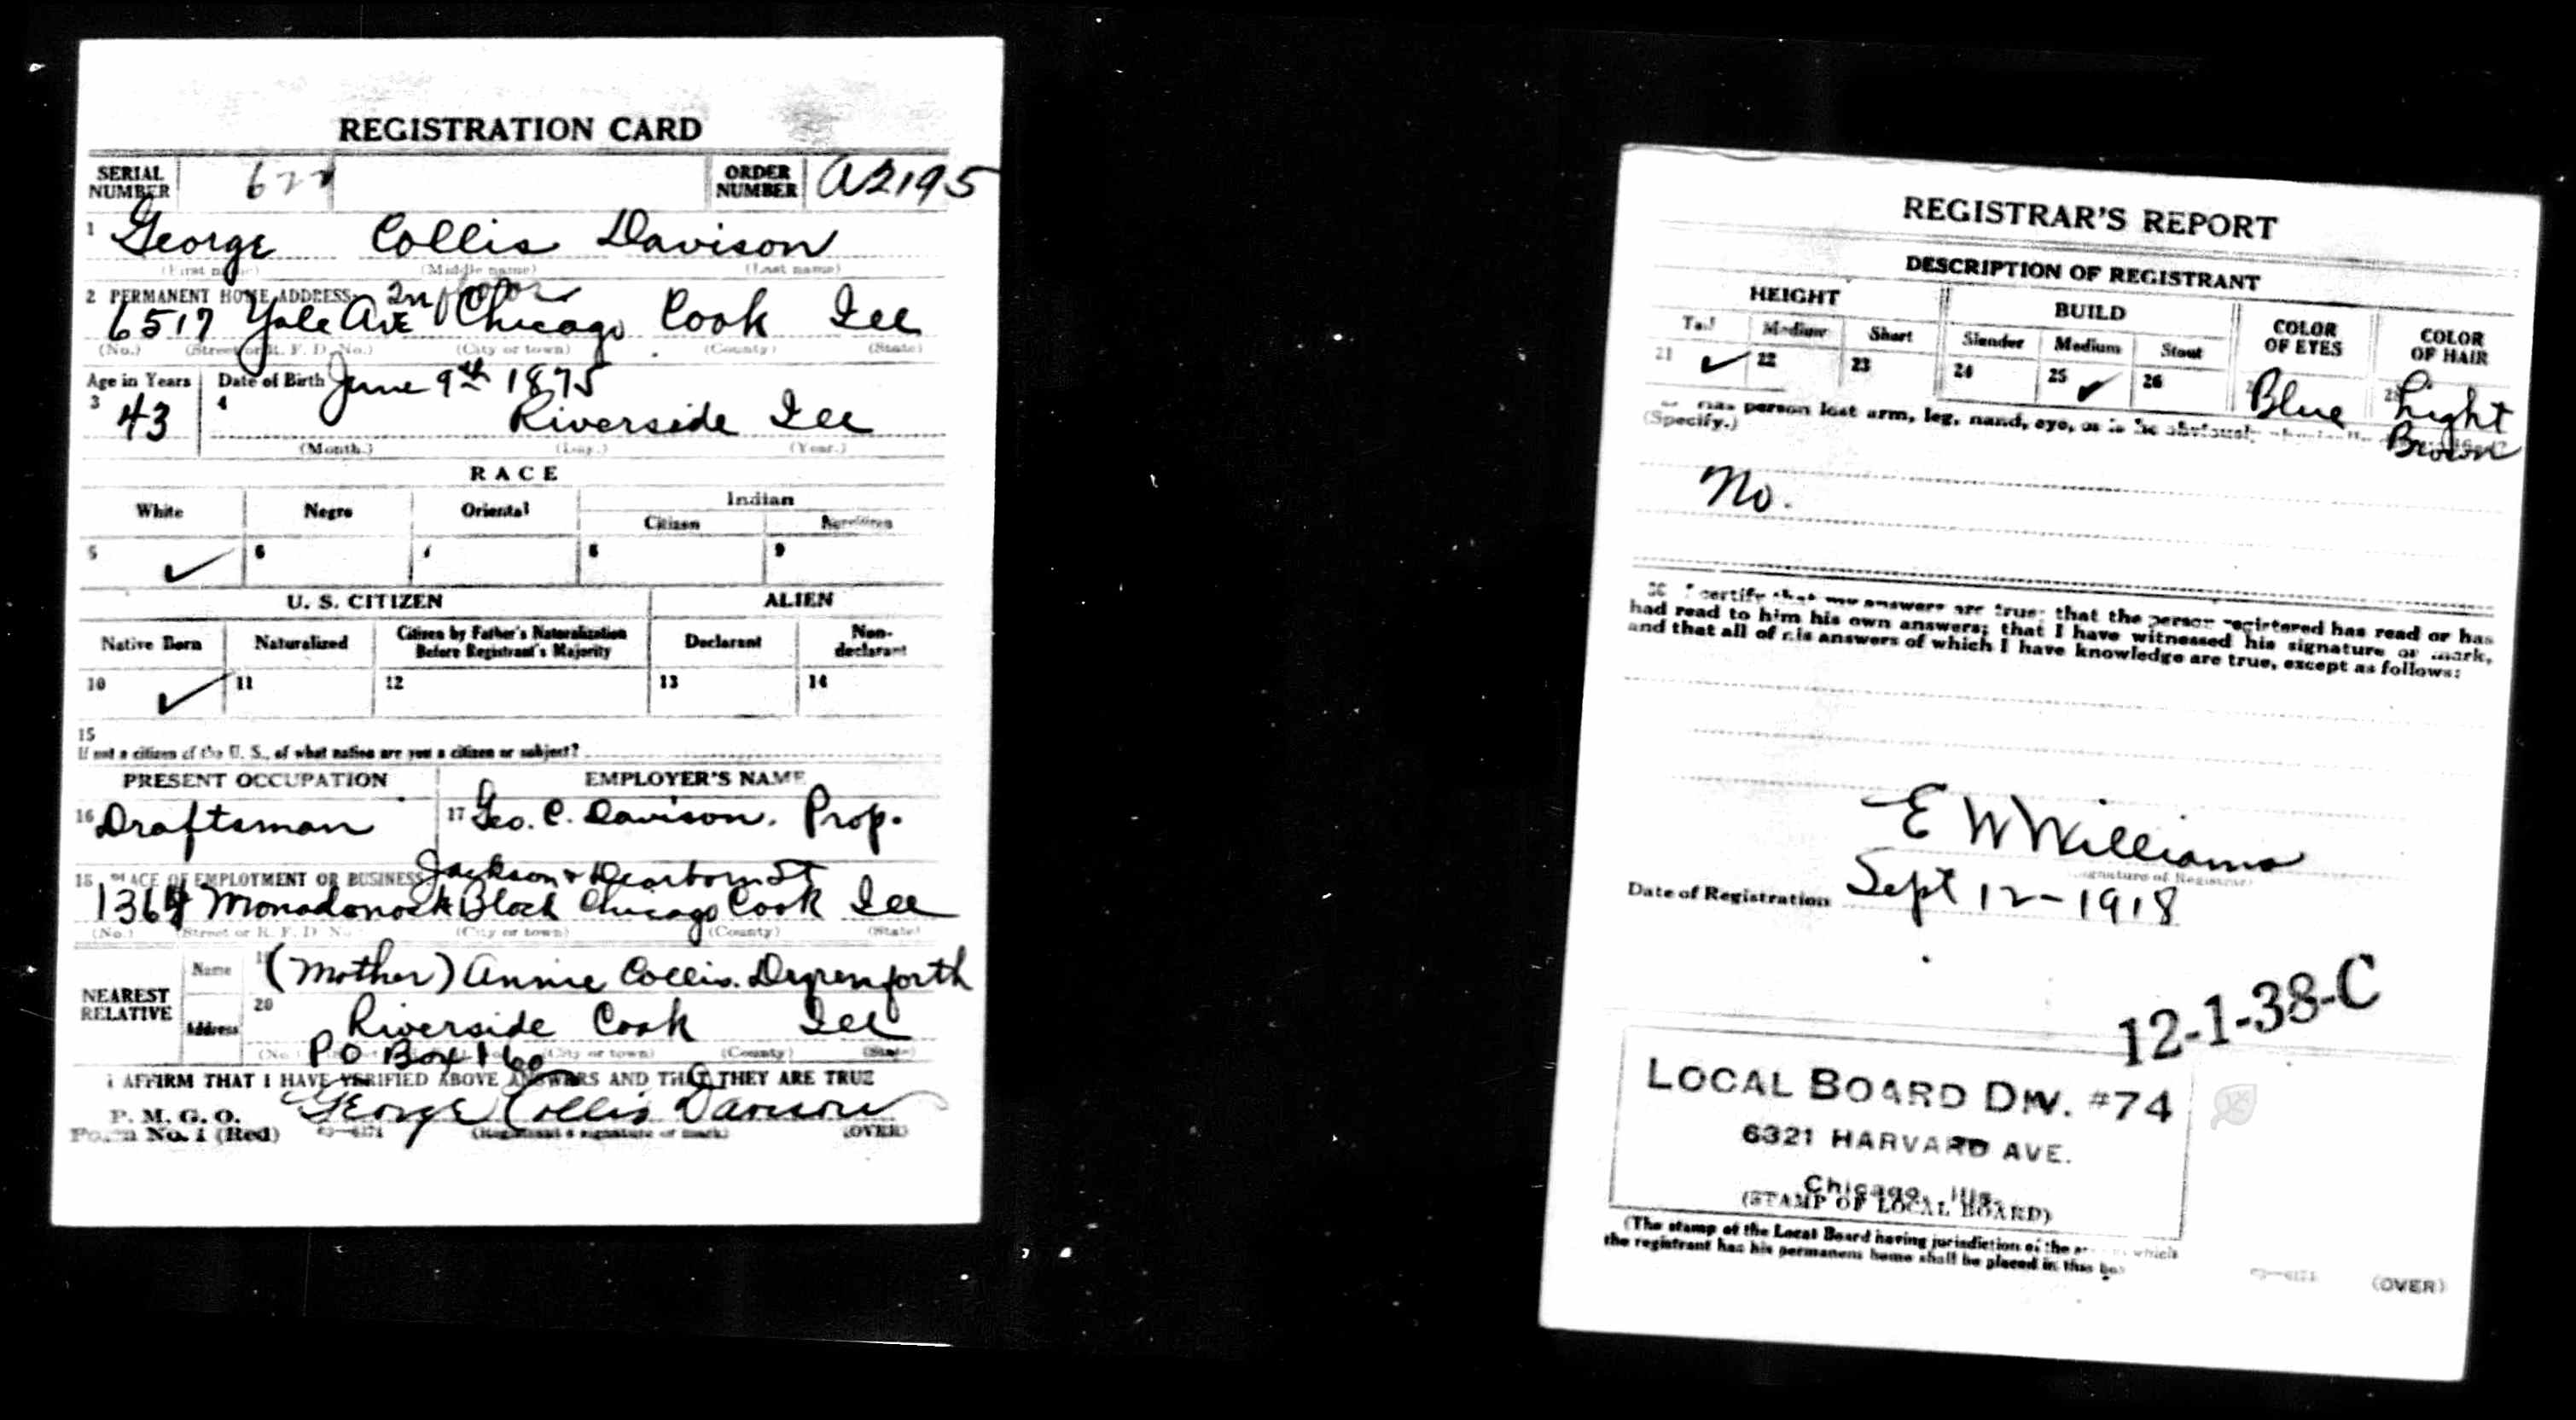 REGISTRATION CARD
SERIAL NUMBER 622 ORDER NUMBER A2195
1 George Collis Davison
(First name) (Middle name) (Last name)
2 PERMANENT HOME ADDRESS 2n floor
6517 Yale Ave Chicago Cook Ill
(No.) (Street or R. F. D. No.) (City or town) (County) (State)
Age in Years Date of Birth June 9th 1875
3 43 4 Riverside Ill
(Month.) (Day.) (Year.)
RACE
White Negro Oriental Indian
Citizen Noncitizen
5 ✓ 6 7 8 9
U. S. CITIZEN ALIEN
Native Born Naturalized Citizen by Father's Naturalization Before Registrant's Majority Declarant Non-declarant
10 ✓ 11 12 13 14
15
If not a citizen of the U. S., of what nation are you a citizen or subject?
PRESENT OCCUPATION EMPLOYER'S NAME
16 Draftsman 17 Geo. C. Davison. Prop.
18 PLACE OF EMPLOYMENT OR BUSINESS Jackson & Dearborn St
1364 Monadonock Block Chicago Cook Ill
(No.) (Street or R. F. D. No.) (City or town) (County) (State)
NEAREST RELATIVE
Name 19 (Mother) Annie Collis Dyrenforth
Address 20 Riverside Cook Ill
PO Box 160
(No.) (City or town) (County) (State)
I AFFIRM THAT I HAVE VERIFIED ABOVE ANSWERS AND THAT THEY ARE TRUE
P. M. G. O.
Form No. 1 (Red) George Collis Davison
(Registrant's signature or mark) (OVER)
REGISTRAR'S REPORT
DESCRIPTION OF REGISTRANT
HEIGHT BUILD COLOR OF EYES COLOR OF HAIR
Tall Medium Short Slender Medium Stout
21 ✓ 22 23 24 25 ✓ 26 Blue Light Brown
Has person lost arm, leg, hand, eye, or is he obviously
(Specify.)
No.
30 I certify that my answers are true; that the person registered has read or has
had read to him his own answers; that I have witnessed his signature or mark,
and that all of his answers of which I have knowledge are true, except as follows:
E W Williams
(Signature of Registrar)
Date of Registration Sept 12-1918
12-1-38-C
LOCAL BOARD DIV. #74
6321 HARVARD AVE.
Chicago, Ills.
(STAMP OF LOCAL BOARD)
(The stamp of the Local Board having jurisdiction of the area in which
the registrant has his permanent home shall be placed in this box
(OVER)